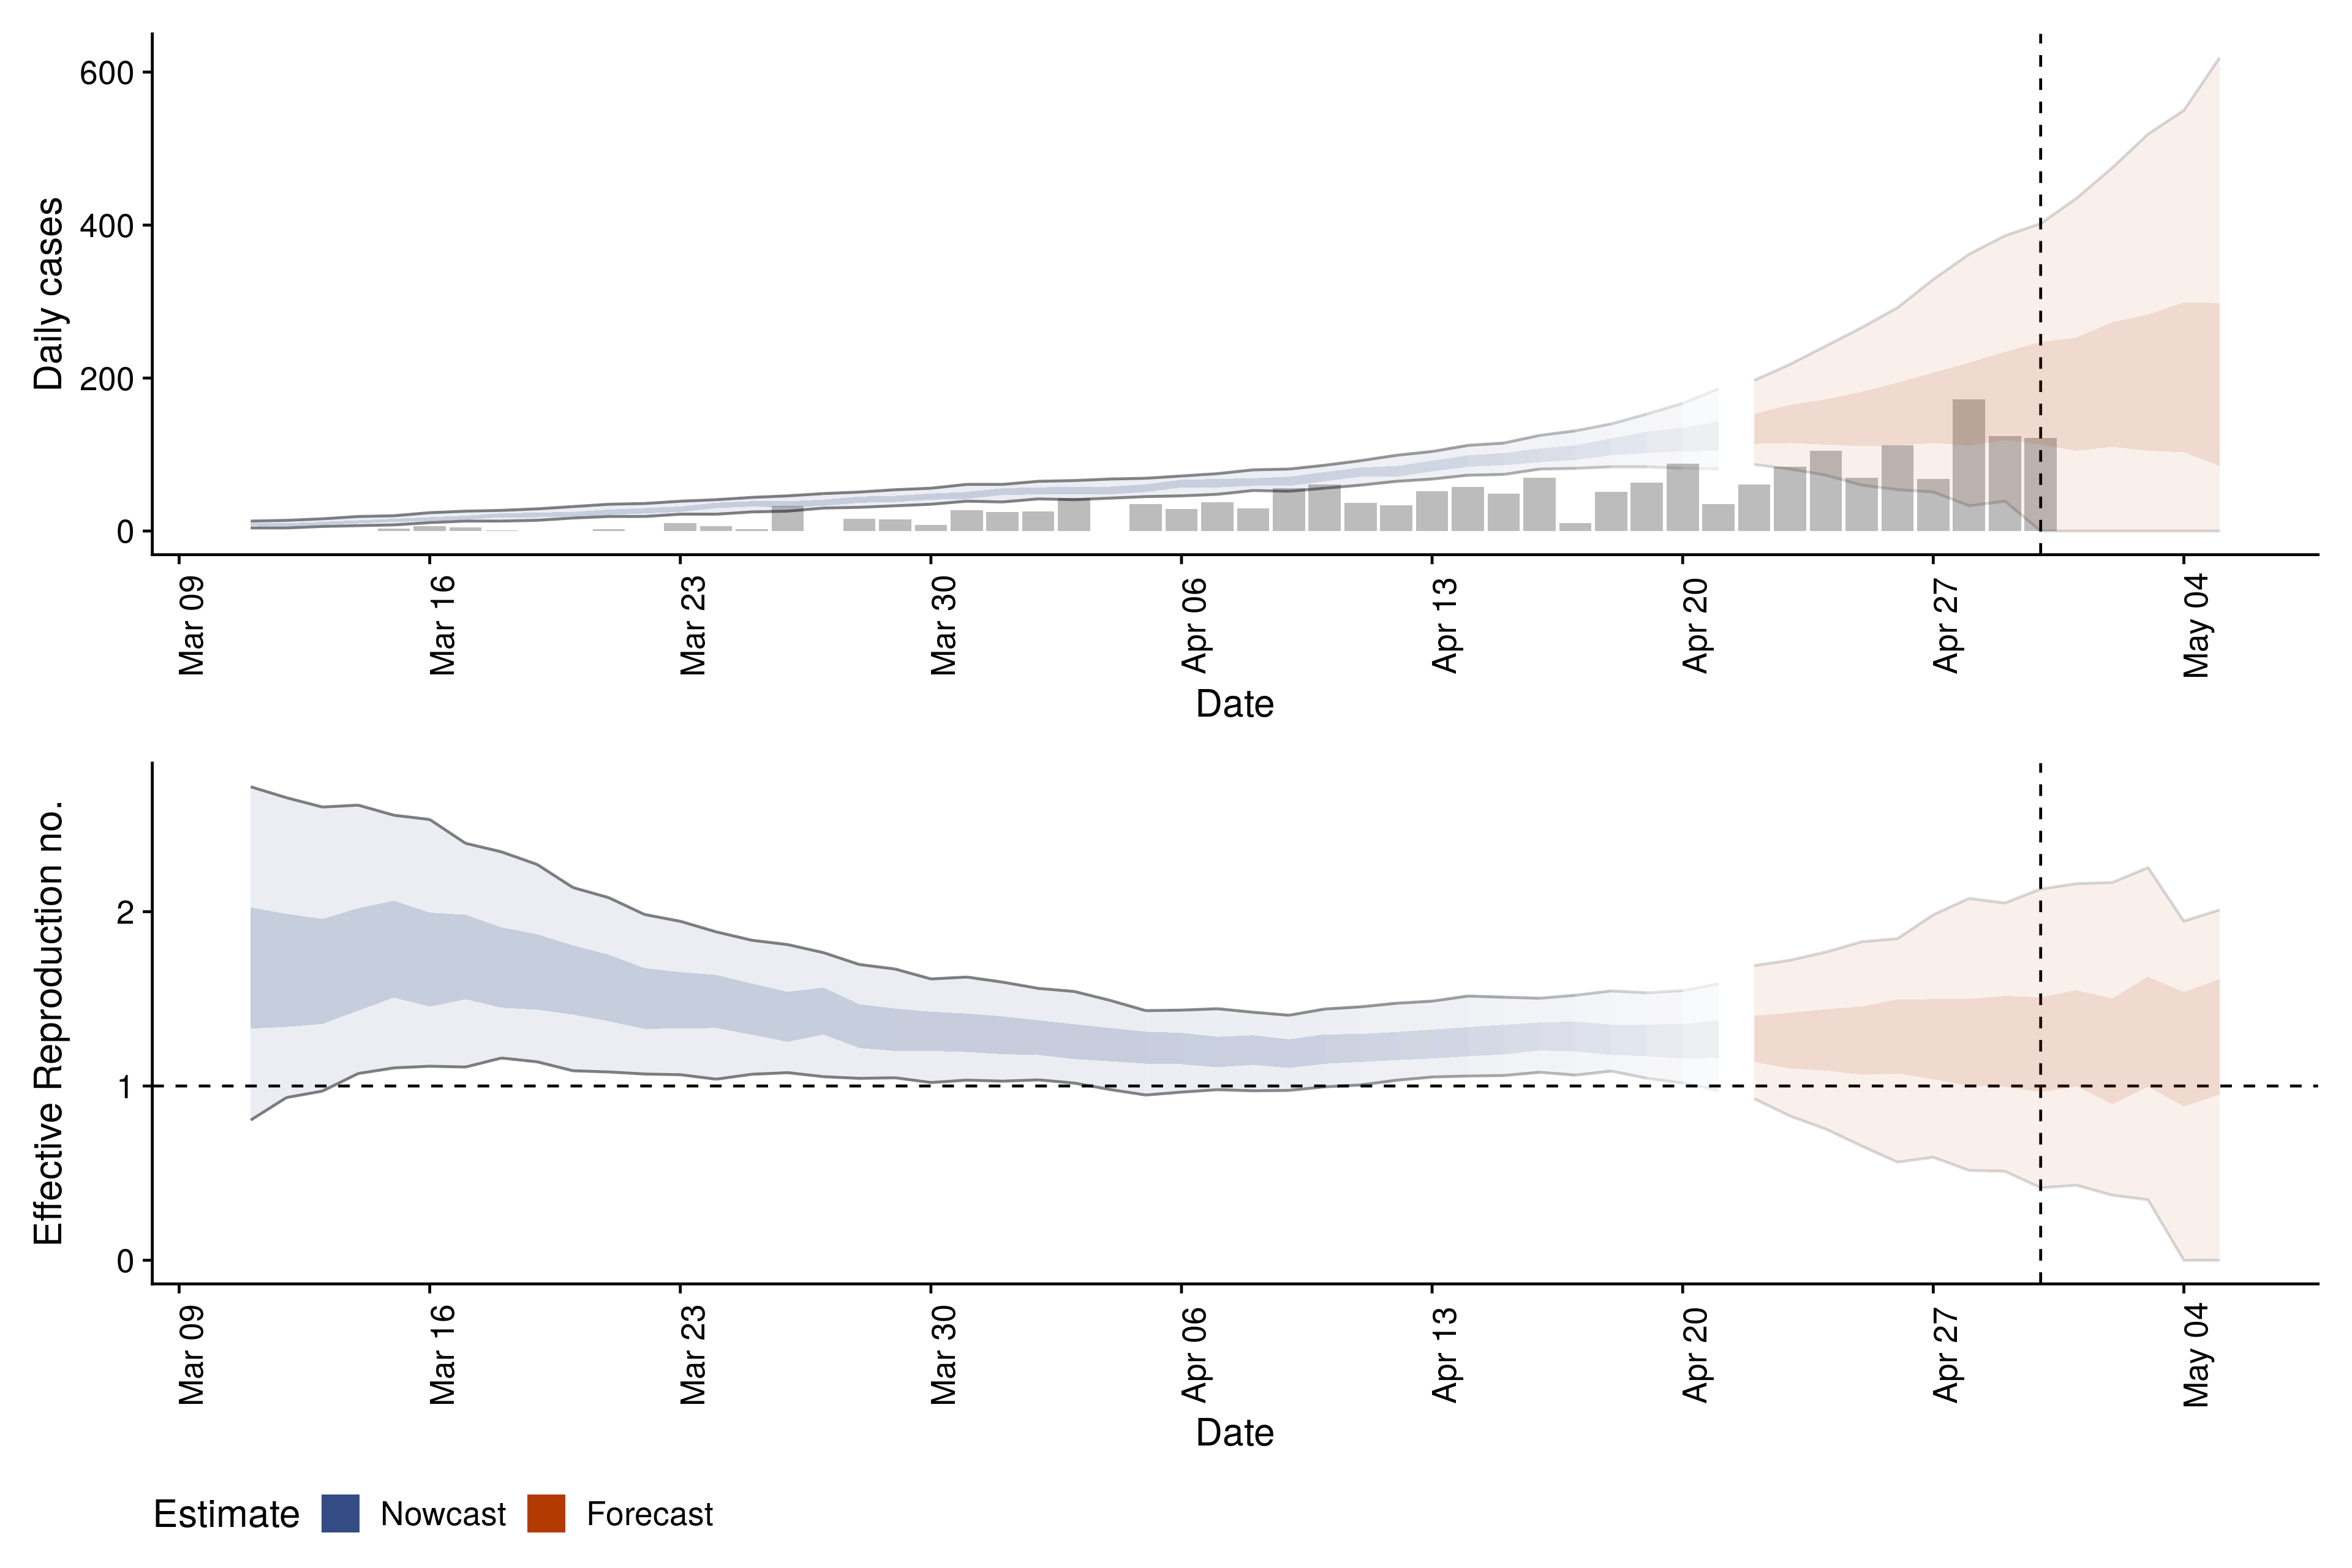 Daily cases
600
400
200
0
Mar 09
Mar 16
Mar 23
Mar 30
Apr 06
Apr 13
Apr 20
Apr 27
May 04
Date
Effective Reproduction no.
2
1
0
Mar 09
Mar 16
Mar 23
Mar 30
Apr 06
Apr 13
Apr 20
Apr 27
May 04
Date
Estimate Nowcast Forecast